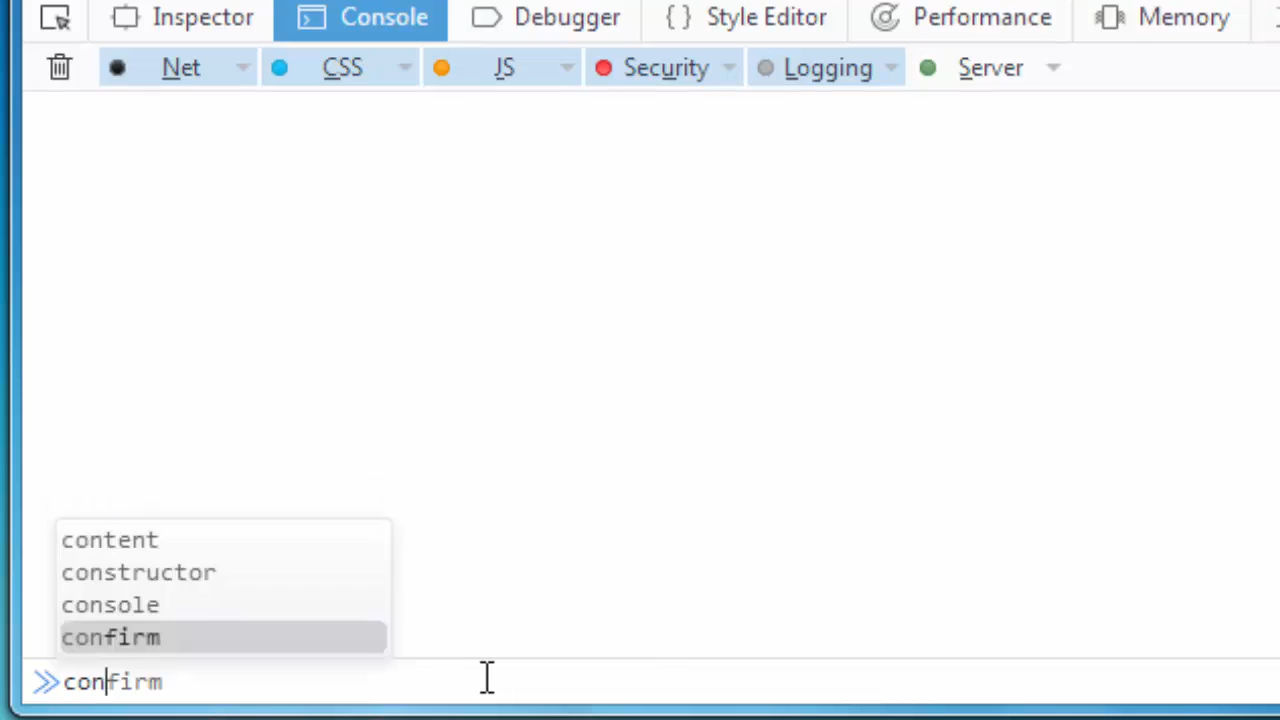 Inspector Console Debugger { } Style Editor Performance Memory
Net CSS JS Security Logging Server
content
constructor
console
confirm
confirm